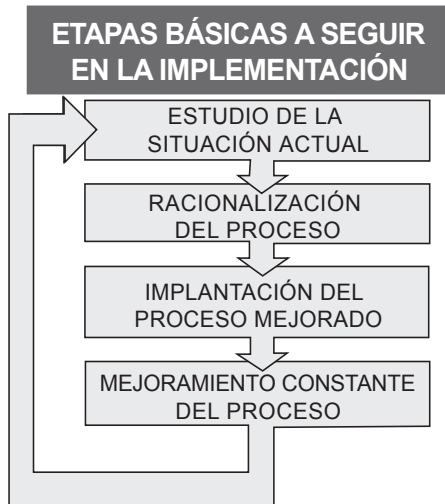 ETAPAS BÁSICAS A SEGUIR
EN LA IMPLEMENTACIÓN
ESTUDIO DE LA
SITUACIÓN ACTUAL
RACIONALIZACIÓN
DEL PROCESO
IMPLANTACIÓN DEL
PROCESO MEJORADO
MEJORAMIENTO CONSTANTE
DEL PROCESO